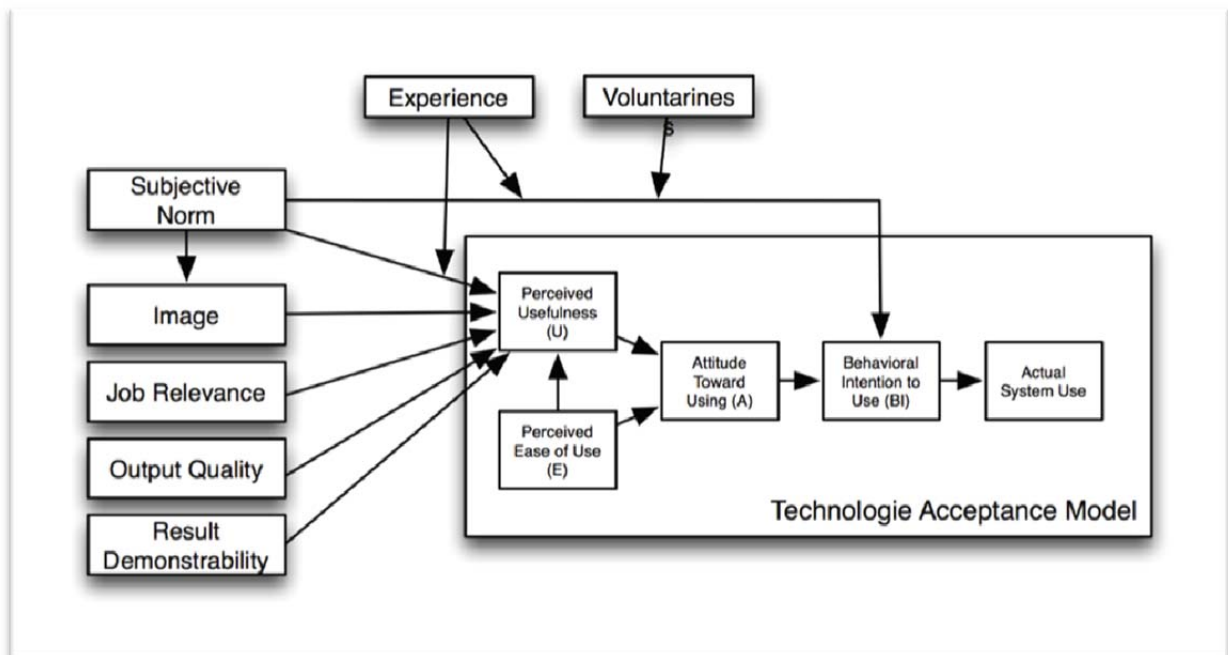 Experience
Voluntarines
s
Subjective
Norm
Image
Job Relevance
Output Quality
Result
Demonstrability
Perceived
Usefulness
(U)
Perceived
Ease of Use
(E)
Attitude
Toward
Using (A)
Behavioral
Intention to
Use (BI)
Actual
System Use
Technologie Acceptance Model